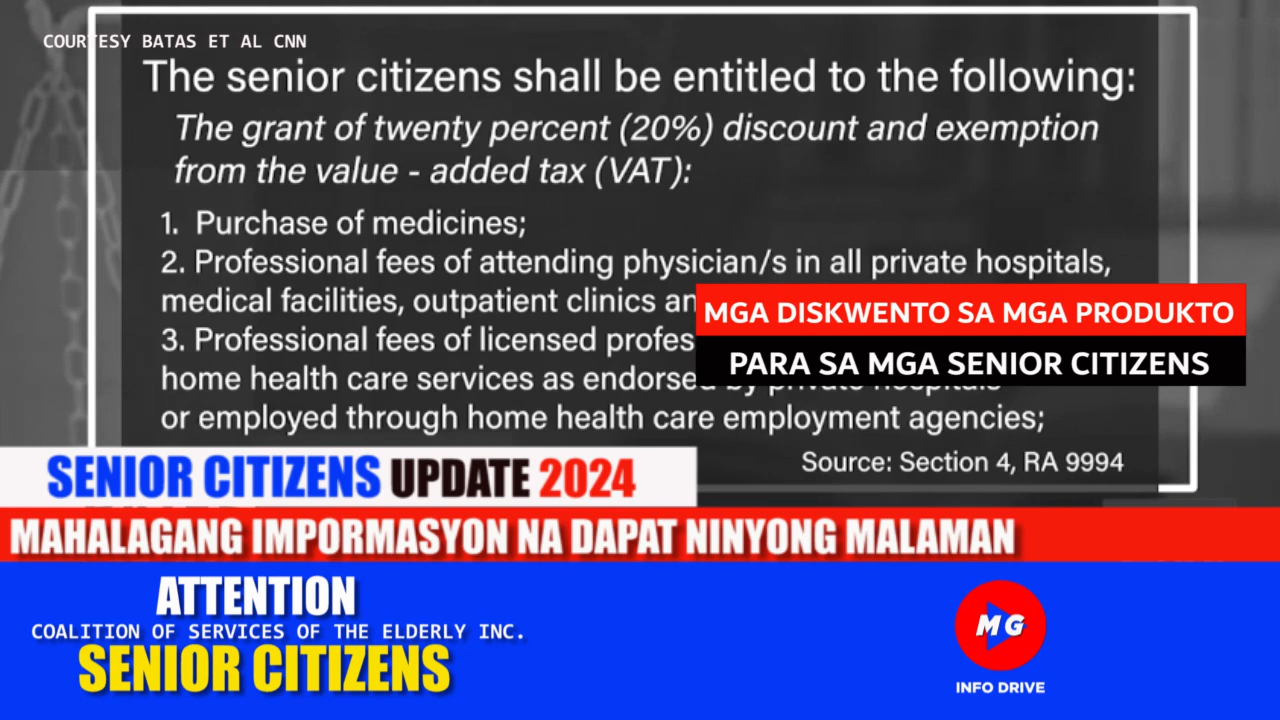 COURTESY BATAS ET AL CNN
The senior citizens shall be entitled to the following:
The grant of twenty percent (20%) discount and exemption
from the value - added tax (VAT):
1. Purchase of medicines;
2. Professional fees of attending physician/s in all private hospitals,
medical facilities, outpatient clinics
3. Professional fees of licensed
home health care services as endorsed by private hospitals
or employed through home health care employment agencies;
Source: Section 4, RA 9994
MGA DISKWENTO SA MGA PRODUKTO
PARA SA MGA SENIOR CITIZENS
SENIOR CITIZENS UPDATE 2024
MAHALAGANG IMPORMASYON NA DAPAT NINYONG MALAMAN
ATTENTION
COALITION OF SERVICES OF THE ELDERLY INC.
SENIOR CITIZENS
MG
INFO DRIVE